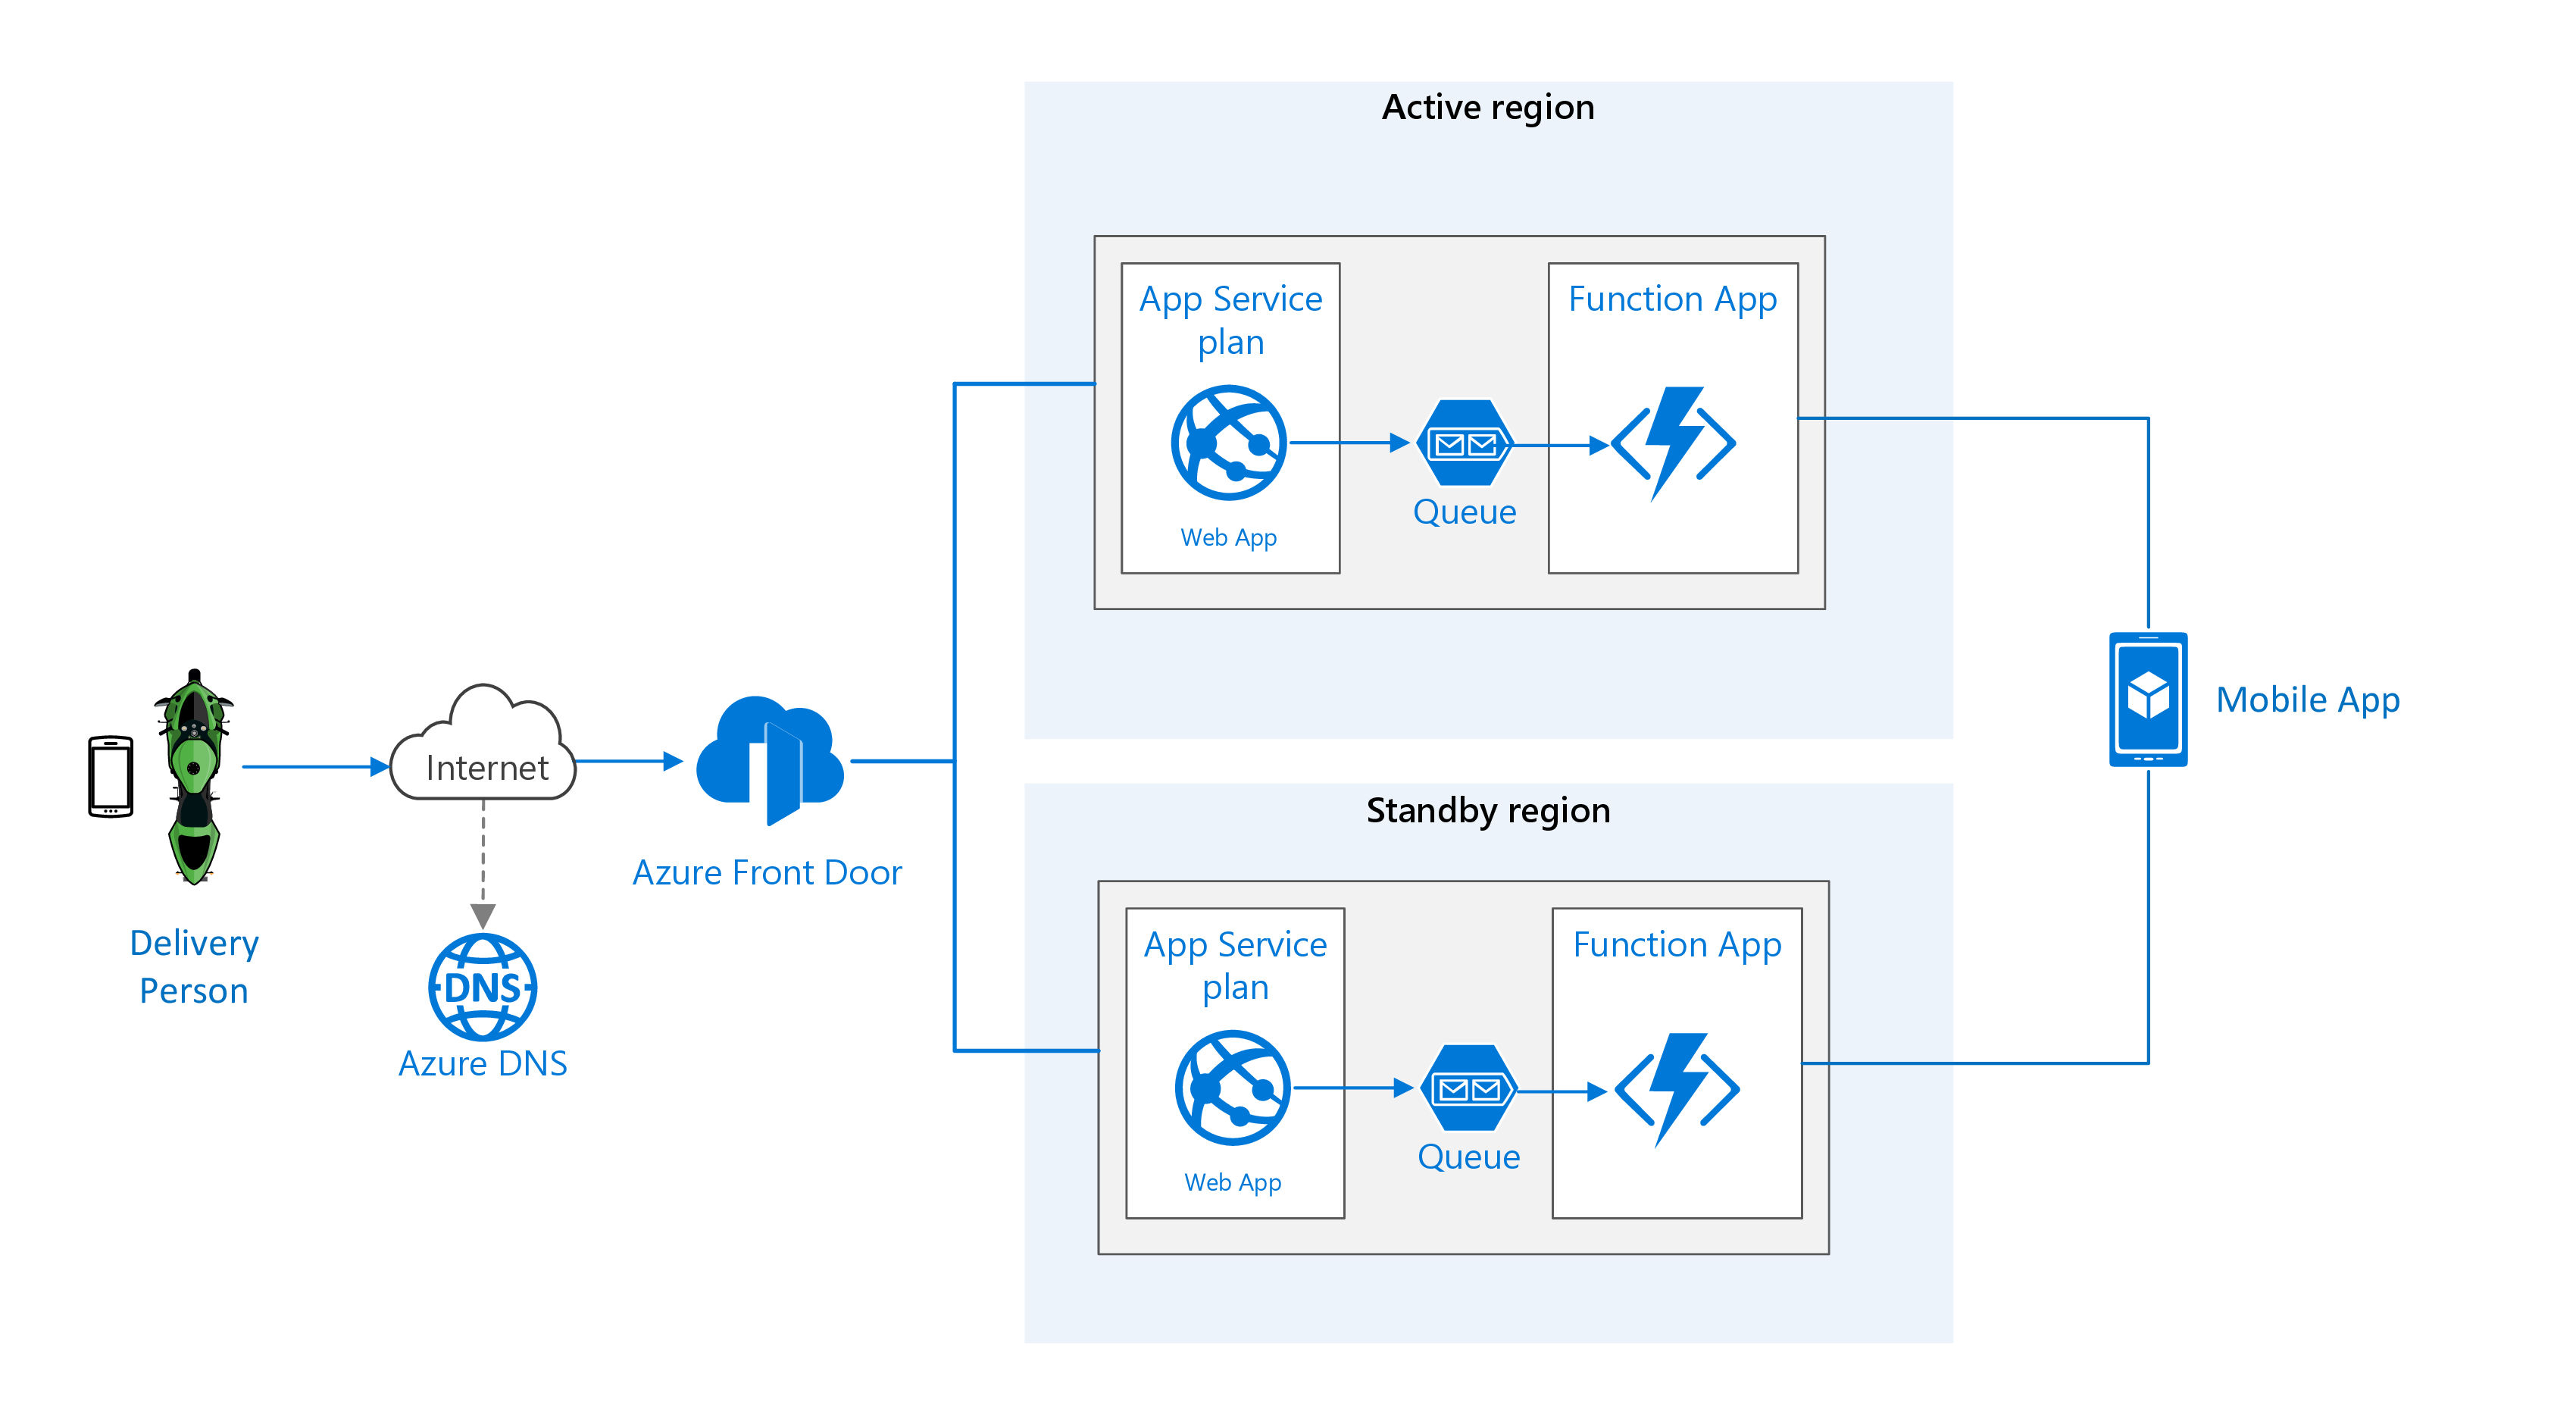 Active region
App Service
plan
Function App
Queue
Web App
Internet
Azure Front Door
Delivery
Person
DNS
Azure DNS
Mobile App
Standby region
App Service
plan
Function App
Queue
Web App